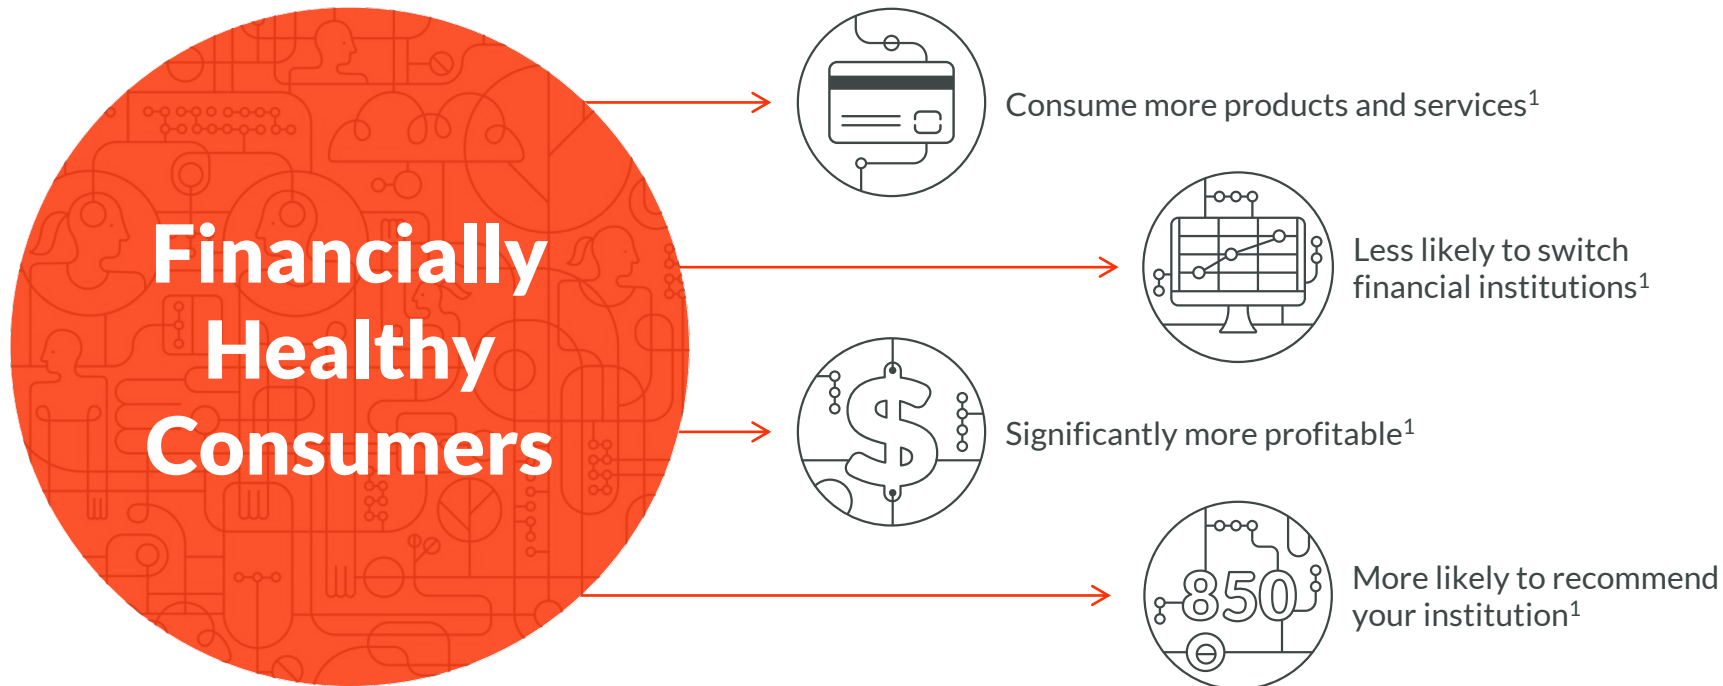 Financially
Healthy
Consumers
Consume more products and services¹
Less likely to switch
financial institutions¹
Significantly more profitable¹
850
More likely to recommend
your institution¹